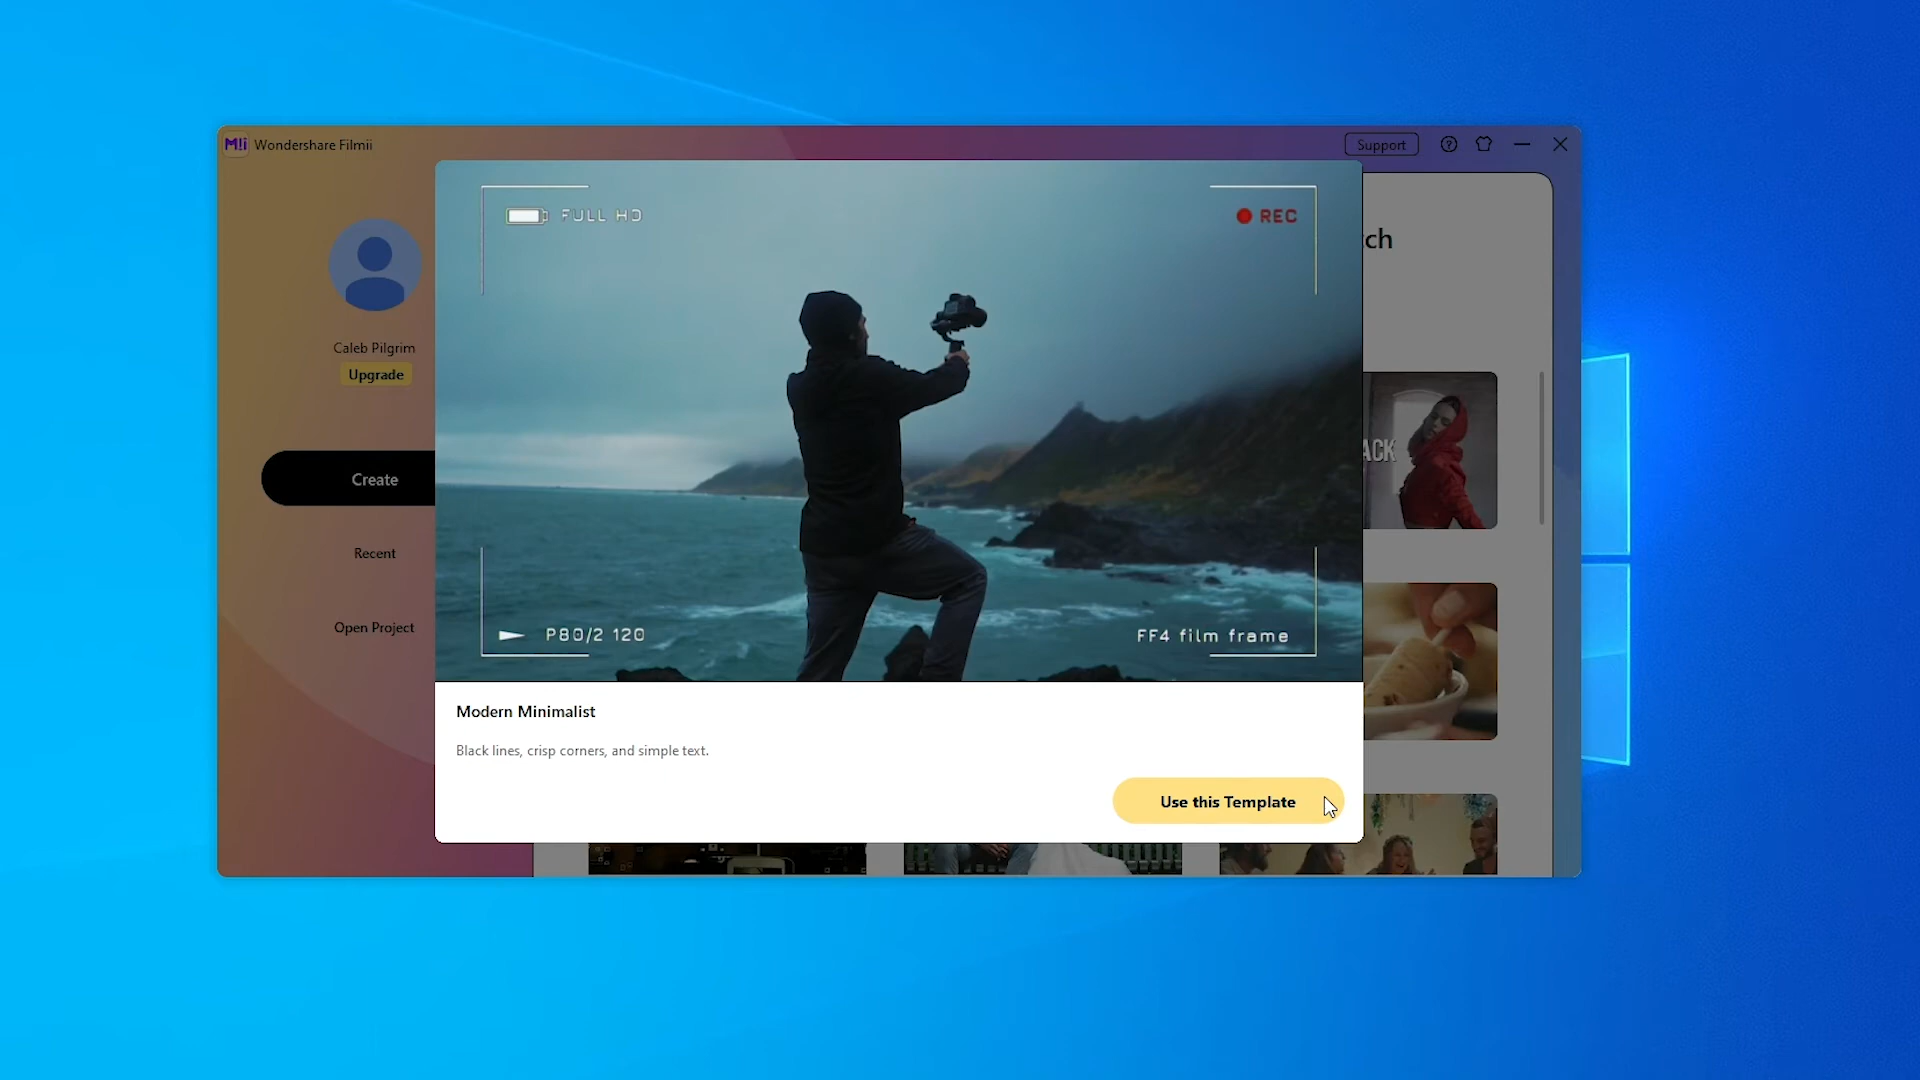 M!i Wondershare Filmii
Support
FULL HD
REC
ch
Caleb Pilgrim
Upgrade
ACK
Create
Recent
Open Project
P80/2 120
FF4 film frame
Modern Minimalist
Black lines, crisp corners, and simple text.
Use this Template